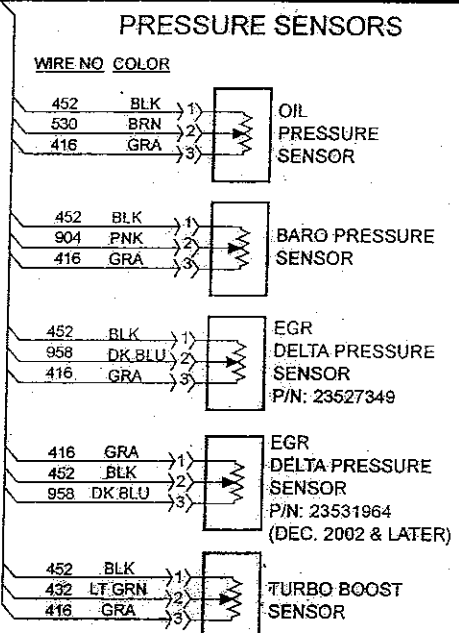 PRESSURE SENSORS
WIRE NO COLOR
452 BLK 1
530 BRN 2
416 GRA 3
OIL
PRESSURE
SENSOR
452 BLK 1
904 PNK 2
416 GRA 3
BARO PRESSURE
SENSOR
452 BLK 1
958 DK BLU 2
416 GRA 3
EGR
DELTA PRESSURE
SENSOR
P/N: 23527349
416 GRA 1
452 BLK 2
958 DK BLU 3
EGR
DELTA PRESSURE
SENSOR
P/N: 23531964
(DEC. 2002 & LATER)
452 BLK 1
432 LT GRN 2
416 GRA 3
TURBO BOOST
SENSOR